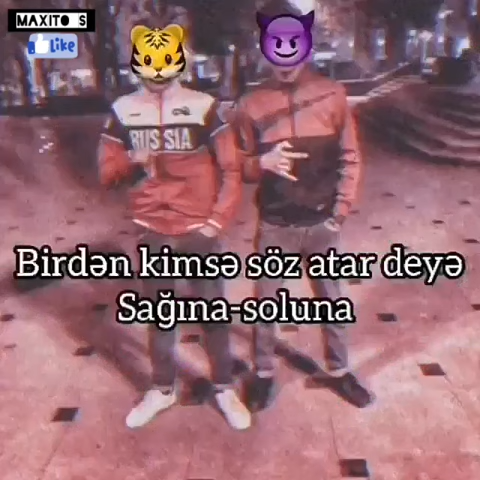 MAXITO S
Like
RUSSIA
Birdən kimsə söz atar deyə
Sağına-soluna